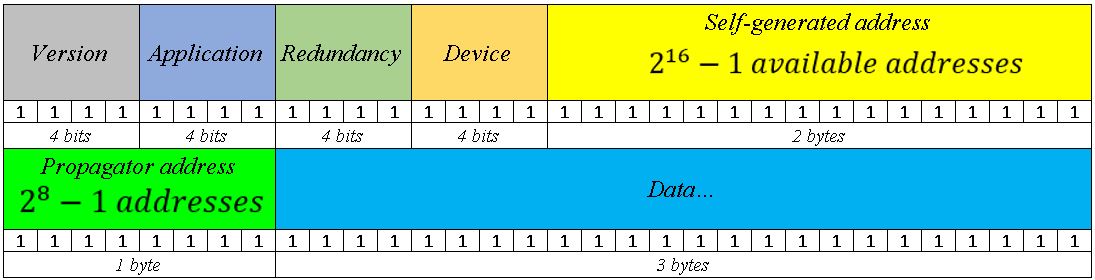 Version Application Redundancy Device Self-generated address
2¹⁶ − 1 available addresses
1 1 1 1 1 1 1 1 1 1 1 1 1 1 1 1 1 1 1 1 1 1 1 1 1 1 1 1 1 1 1 1
4 bits 4 bits 4 bits 4 bits 2 bytes
Propagator address
2⁸ − 1 addresses
Data...
1 1 1 1 1 1 1 1 1 1 1 1 1 1 1 1 1 1 1 1 1 1 1 1 1 1 1 1 1 1 1 1
1 byte 3 bytes